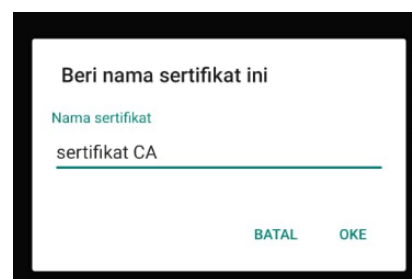 Beri nama sertifikat ini
Nama sertifikat
sertifikat CA
BATAL OKE